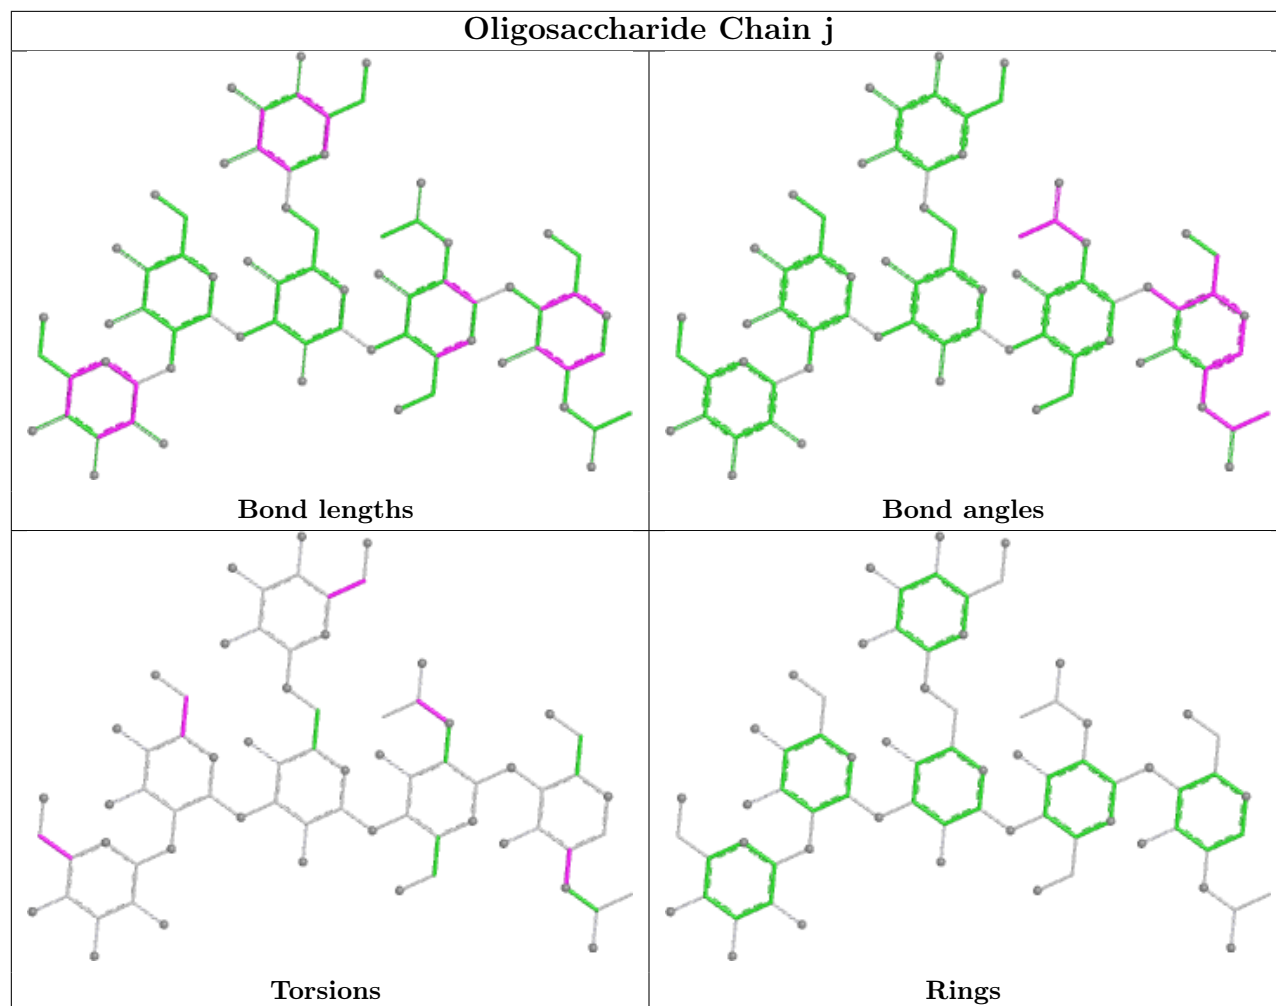 Oligosaccharide Chain j
Bond lengths
Bond angles
Torsions
Rings